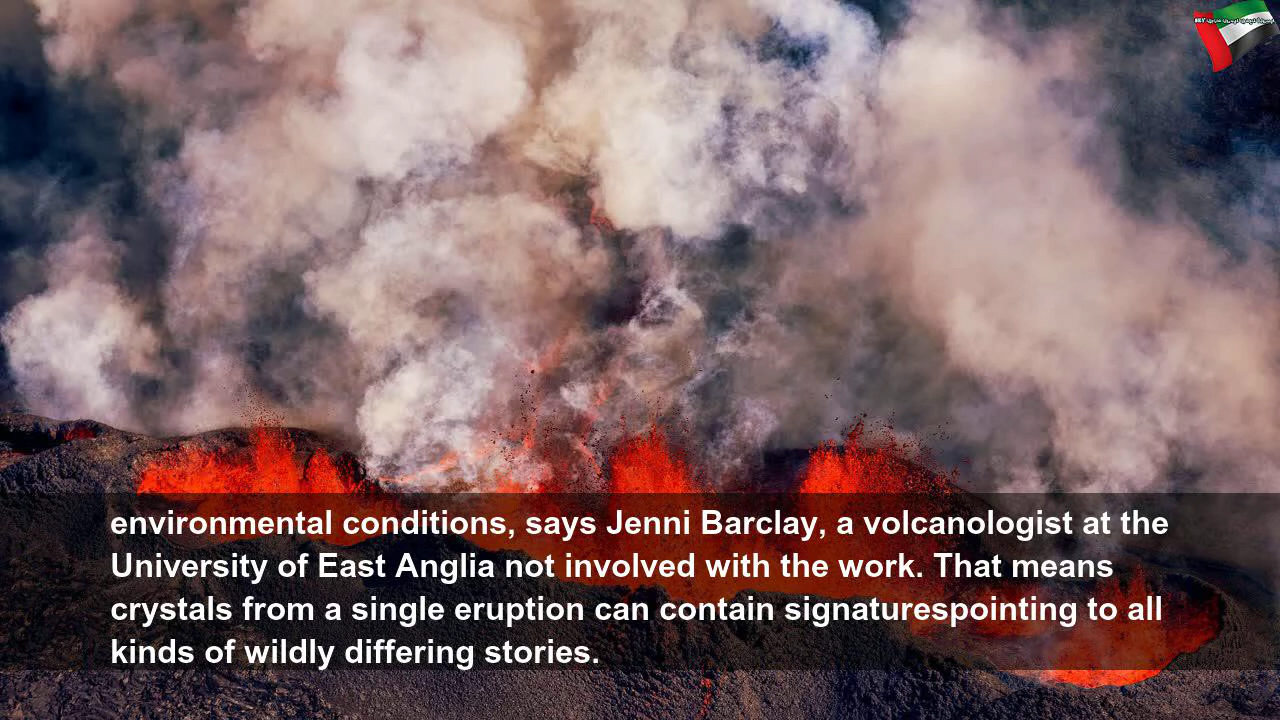 environmental conditions, says Jenni Barclay, a volcanologist at the
University of East Anglia not involved with the work. That means
crystals from a single eruption can contain signaturespointing to all
kinds of wildly differing stories.